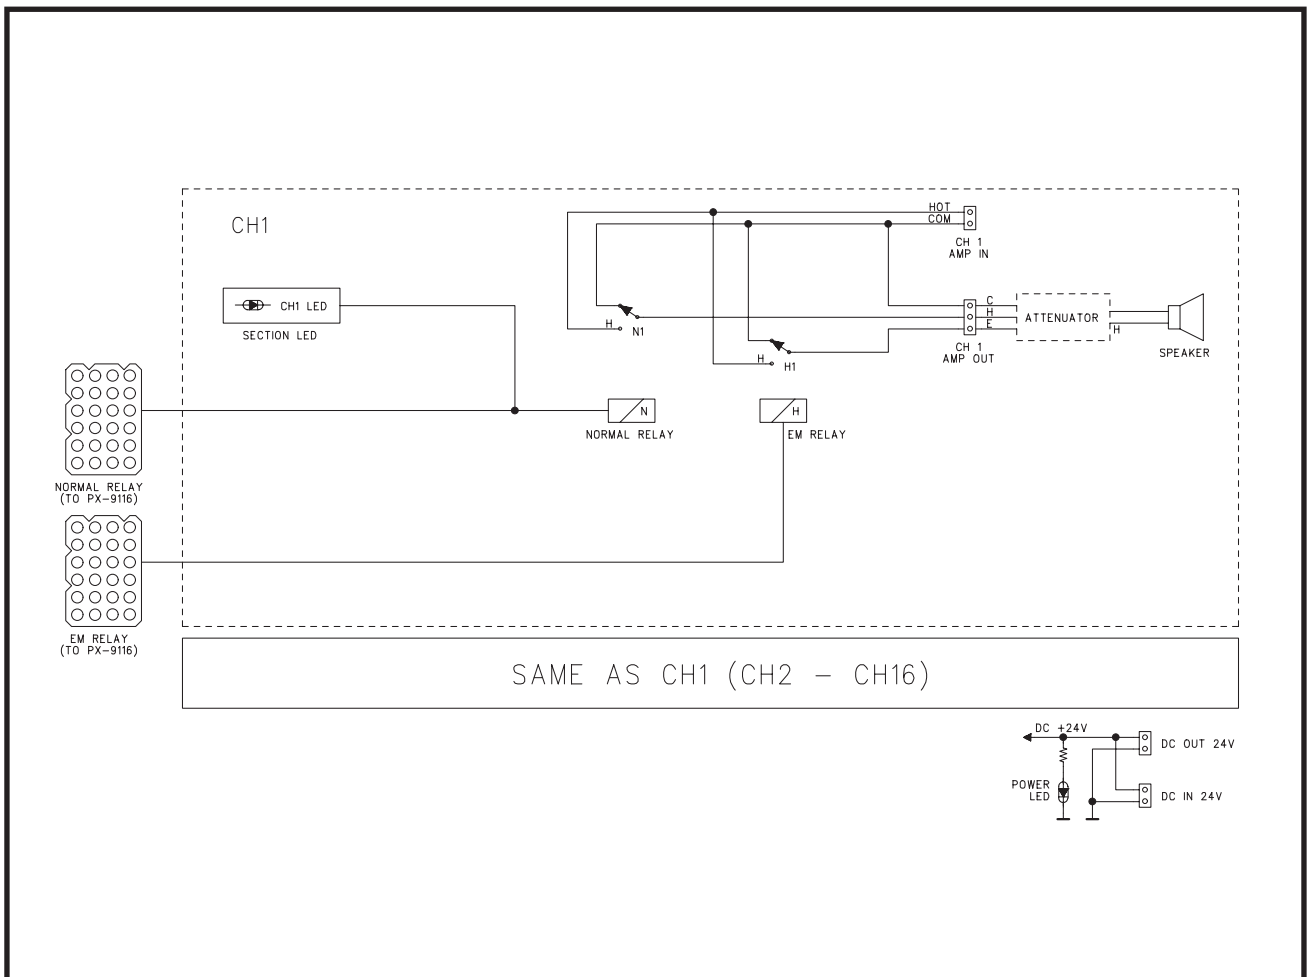 HOT
CH1
COM
CH 1
AMP IN
C
CH1 LED
H
ATTENUATOR
H
N1
E
H
SECTION LED
CH 1
AMP OUT
SPEAKER
H
H1
N
H
NORMAL RELAY
EM RELAY
NORMAL RELAY
(TO PX-9116)
EM RELAY
(TO PX-9116)
SAME AS CH1 (CH2 - CH16)
DC +24V
DC OUT 24V
POWER
LED
DC IN 24V